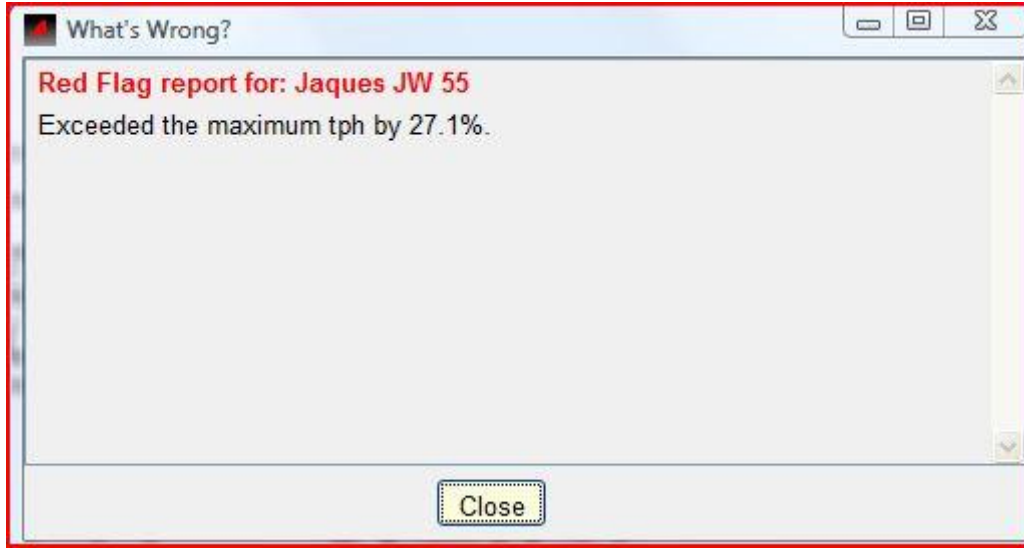 What's Wrong?
Red Flag report for: Jaques JW 55
Exceeded the maximum tph by 27.1%.
Close